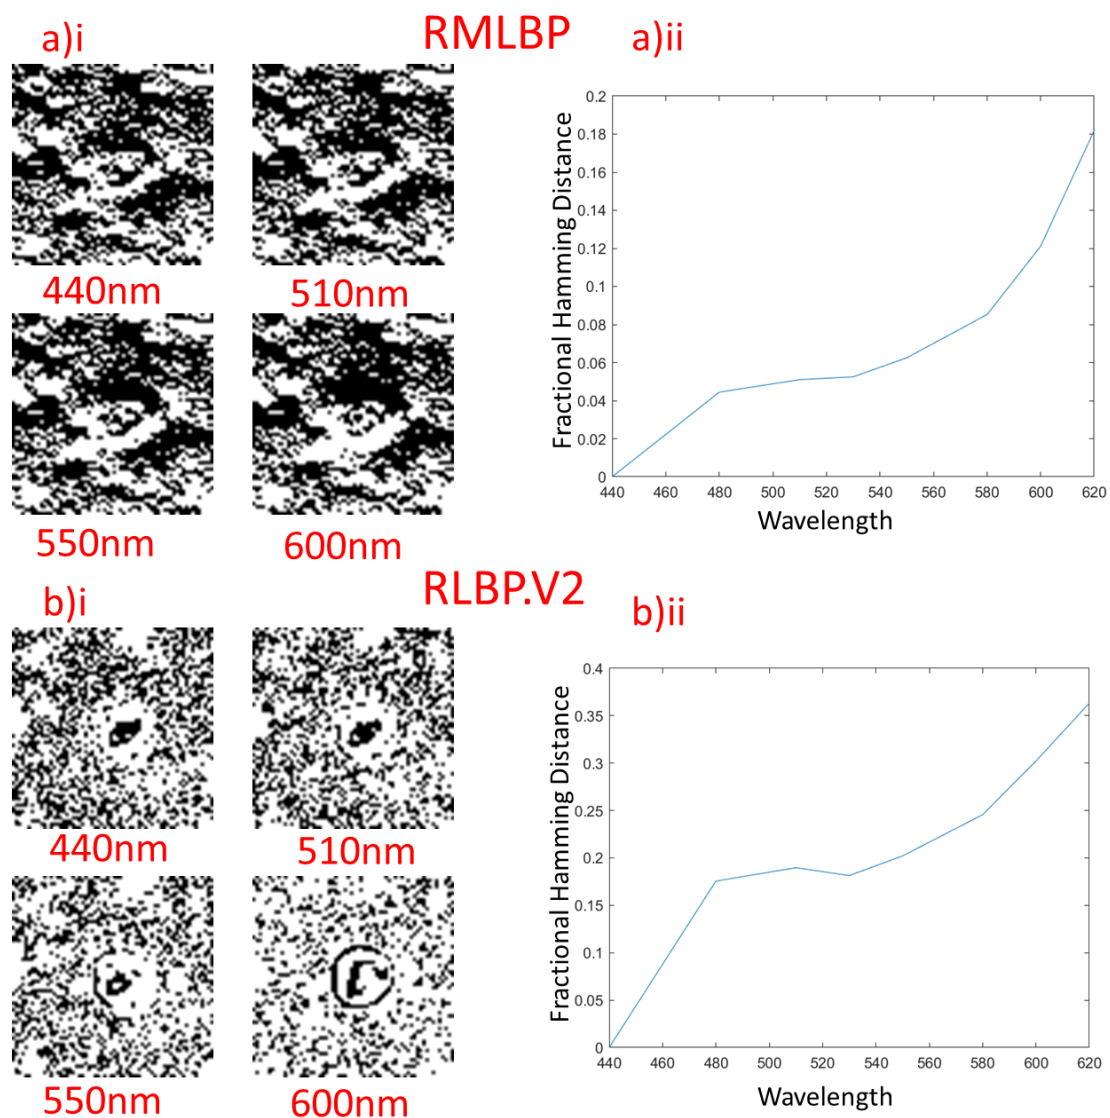 a)i
RMLBP
a)ii
440nm
510nm
550nm
600nm
Fractional Hamming Distance
0.2
0.18
0.16
0.14
0.12
0.1
0.08
0.06
0.04
0.02
0
440 460 480 500 520 540 560 580 600 620
Wavelength
b)i
RLBP.V2
b)ii
440nm
510nm
550nm
600nm
Fractional Hamming Distance
0.4
0.35
0.3
0.25
0.2
0.15
0.1
0.05
0
440 460 480 500 520 540 560 580 600 620
Wavelength